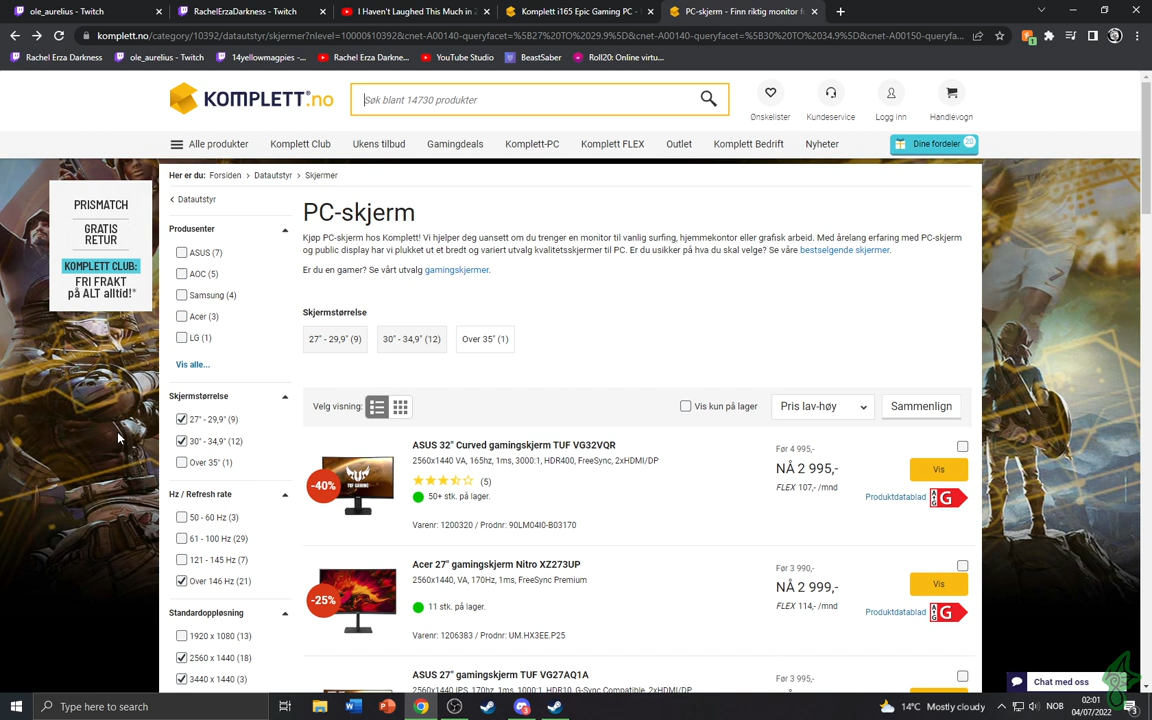 ole_aurelius - Twitch
RachelErzaDarkness - Twitch
I Haven't Laughed This Much in 2
Komplett i165 Epic Gaming PC -
PC-skjerm - Finn riktig monitor fo
komplett.no/category/10392/datautstyr/skjermer?nlevel=10000§10392&cnet-A00140-queryfacet=%5B27%20TO%2029.9%5D&cnet-A00140-queryfacet=%5B30%20TO%2034.9%5D&cnet-A00150-queryfa...
Rachel Erza Darkness
ole_aurelius - Twitch
14yellowmagpies -...
Rachel Erza Darkne...
YouTube Studio
BeastSaber
Roll20: Online virtu...
KOMPLETT.no
Søk blant 14730 produkter
Ønskelister
Kundeservice
Logg inn
Handlevogn
Alle produkter
Komplett Club
Ukens tilbud
Gamingdeals
Komplett-PC
Komplett FLEX
Outlet
Komplett Bedrift
Nyheter
Dine fordeler
PRISMATCH
GRATIS
RETUR
KOMPLETT CLUB:
FRI FRAKT
på ALT alltid!*
Her er du: Forsiden > Datautstyr > Skjermer
< Datautstyr
Produsenter
ASUS (7)
AOC (5)
Samsung (4)
Acer (3)
LG (1)
Vis alle...
Skjermstørrelse
27" - 29,9" (9)
30" - 34,9" (12)
Over 35" (1)
Hz / Refresh rate
50 - 60 Hz (3)
61 - 100 Hz (29)
121 - 145 Hz (7)
Over 146 Hz (21)
Standardoppløsning
1920 x 1080 (13)
2560 x 1440 (18)
3440 x 1440 (3)
PC-skjerm
Kjøp PC-skjerm hos Komplett! Vi hjelper deg uansett om du trenger en monitor til vanlig surfing, hjemmekontor eller grafisk arbeid. Med årelang erfaring med PC-skjerm
og public display har vi plukket ut et bredt og variert utvalg kvalitetsskjermer til PC. Er du usikker på hva du skal velge? Se våre bestselgende skjermer.
Er du en gamer? Se vårt utvalg gamingskjermer.
Skjermstørrelse
27" - 29,9" (9)
30" - 34,9" (12)
Over 35" (1)
Velg visning:
Vis kun på lager
Pris lav-høy
Sammenlign
ASUS 32" Curved gamingskjerm TUF VG32VQR
2560x1440 VA, 165hz, 1ms, 3000:1, HDR400, FreeSync, 2xHDMI/DP
(5)
50+ stk. på lager.
Varenr: 1200320 / Prodnr: 90LM04I0-B03170
-40%
TUF GAMING
Før 4 995,-
NÅ 2 995,-
FLEX 107,- /mnd
Vis
Produktdatablad
A
G
G
Acer 27" gamingskjerm Nitro XZ273UP
2560x1440, VA, 170Hz, 1ms, FreeSync Premium
11 stk. på lager.
Varenr: 1206383 / Prodnr: UM.HX3EE.P25
-25%
Før 3 990,-
NÅ 2 999,-
FLEX 114,- /mnd
Vis
Produktdatablad
A
G
G
ASUS 27" gamingskjerm TUF VG27AQ1A
2560x1440 IPS, 170hz, 1ms, 1000:1, HDR10, G-Sync Compatible, 2xHDMI/DP
Før 3 995,-
Chat med oss
Type here to search
14°C Mostly cloudy
NOB
02:01
04/07/2022
3